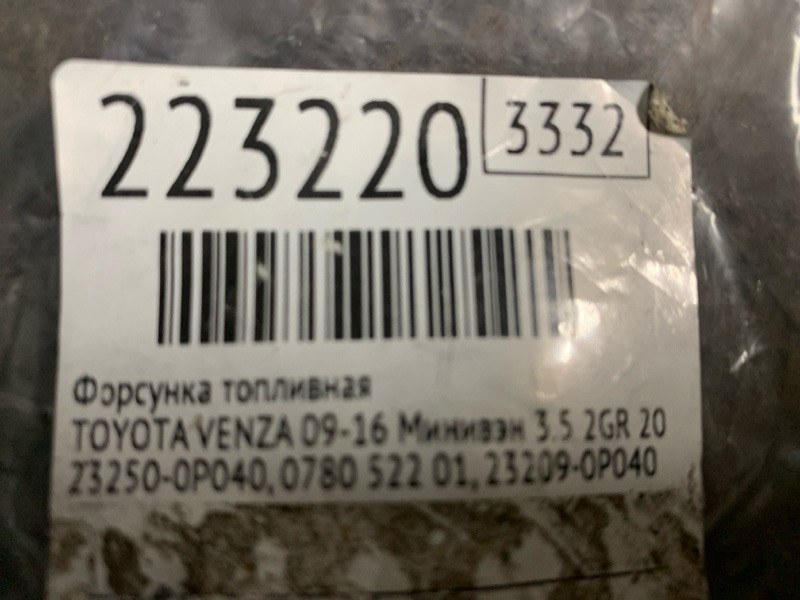 223220 3332
Форсунка топливная
TOYOTA VENZA 09-16 Минивэн 3.5 2GR 20
23250-0P040, 0780 522 01, 23209-0P040